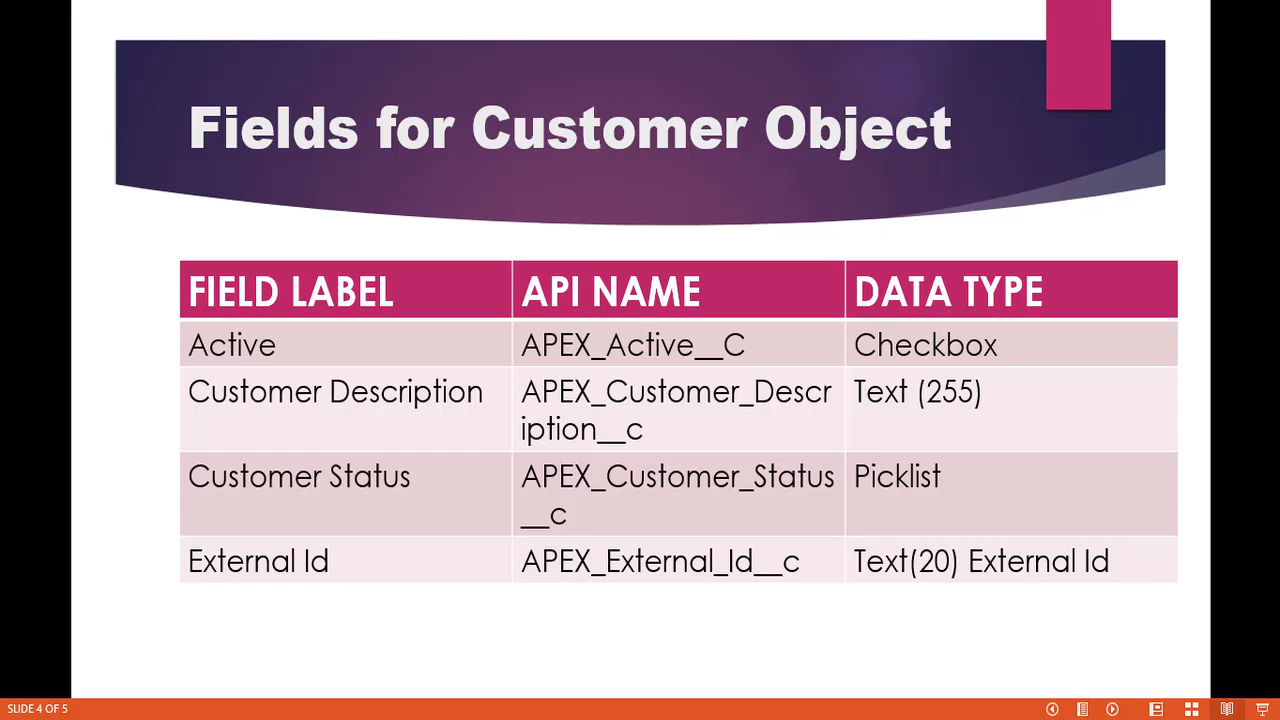 Fields for Customer Object
FIELD LABEL API NAME DATA TYPE
Active APEX_Active__C Checkbox
Customer Description APEX_Customer_Descr Text (255)
iption__c
Customer Status APEX_Customer_Status Picklist
__c
External Id APEX_External_Id__c Text(20) External Id
SLIDE 4 OF 5